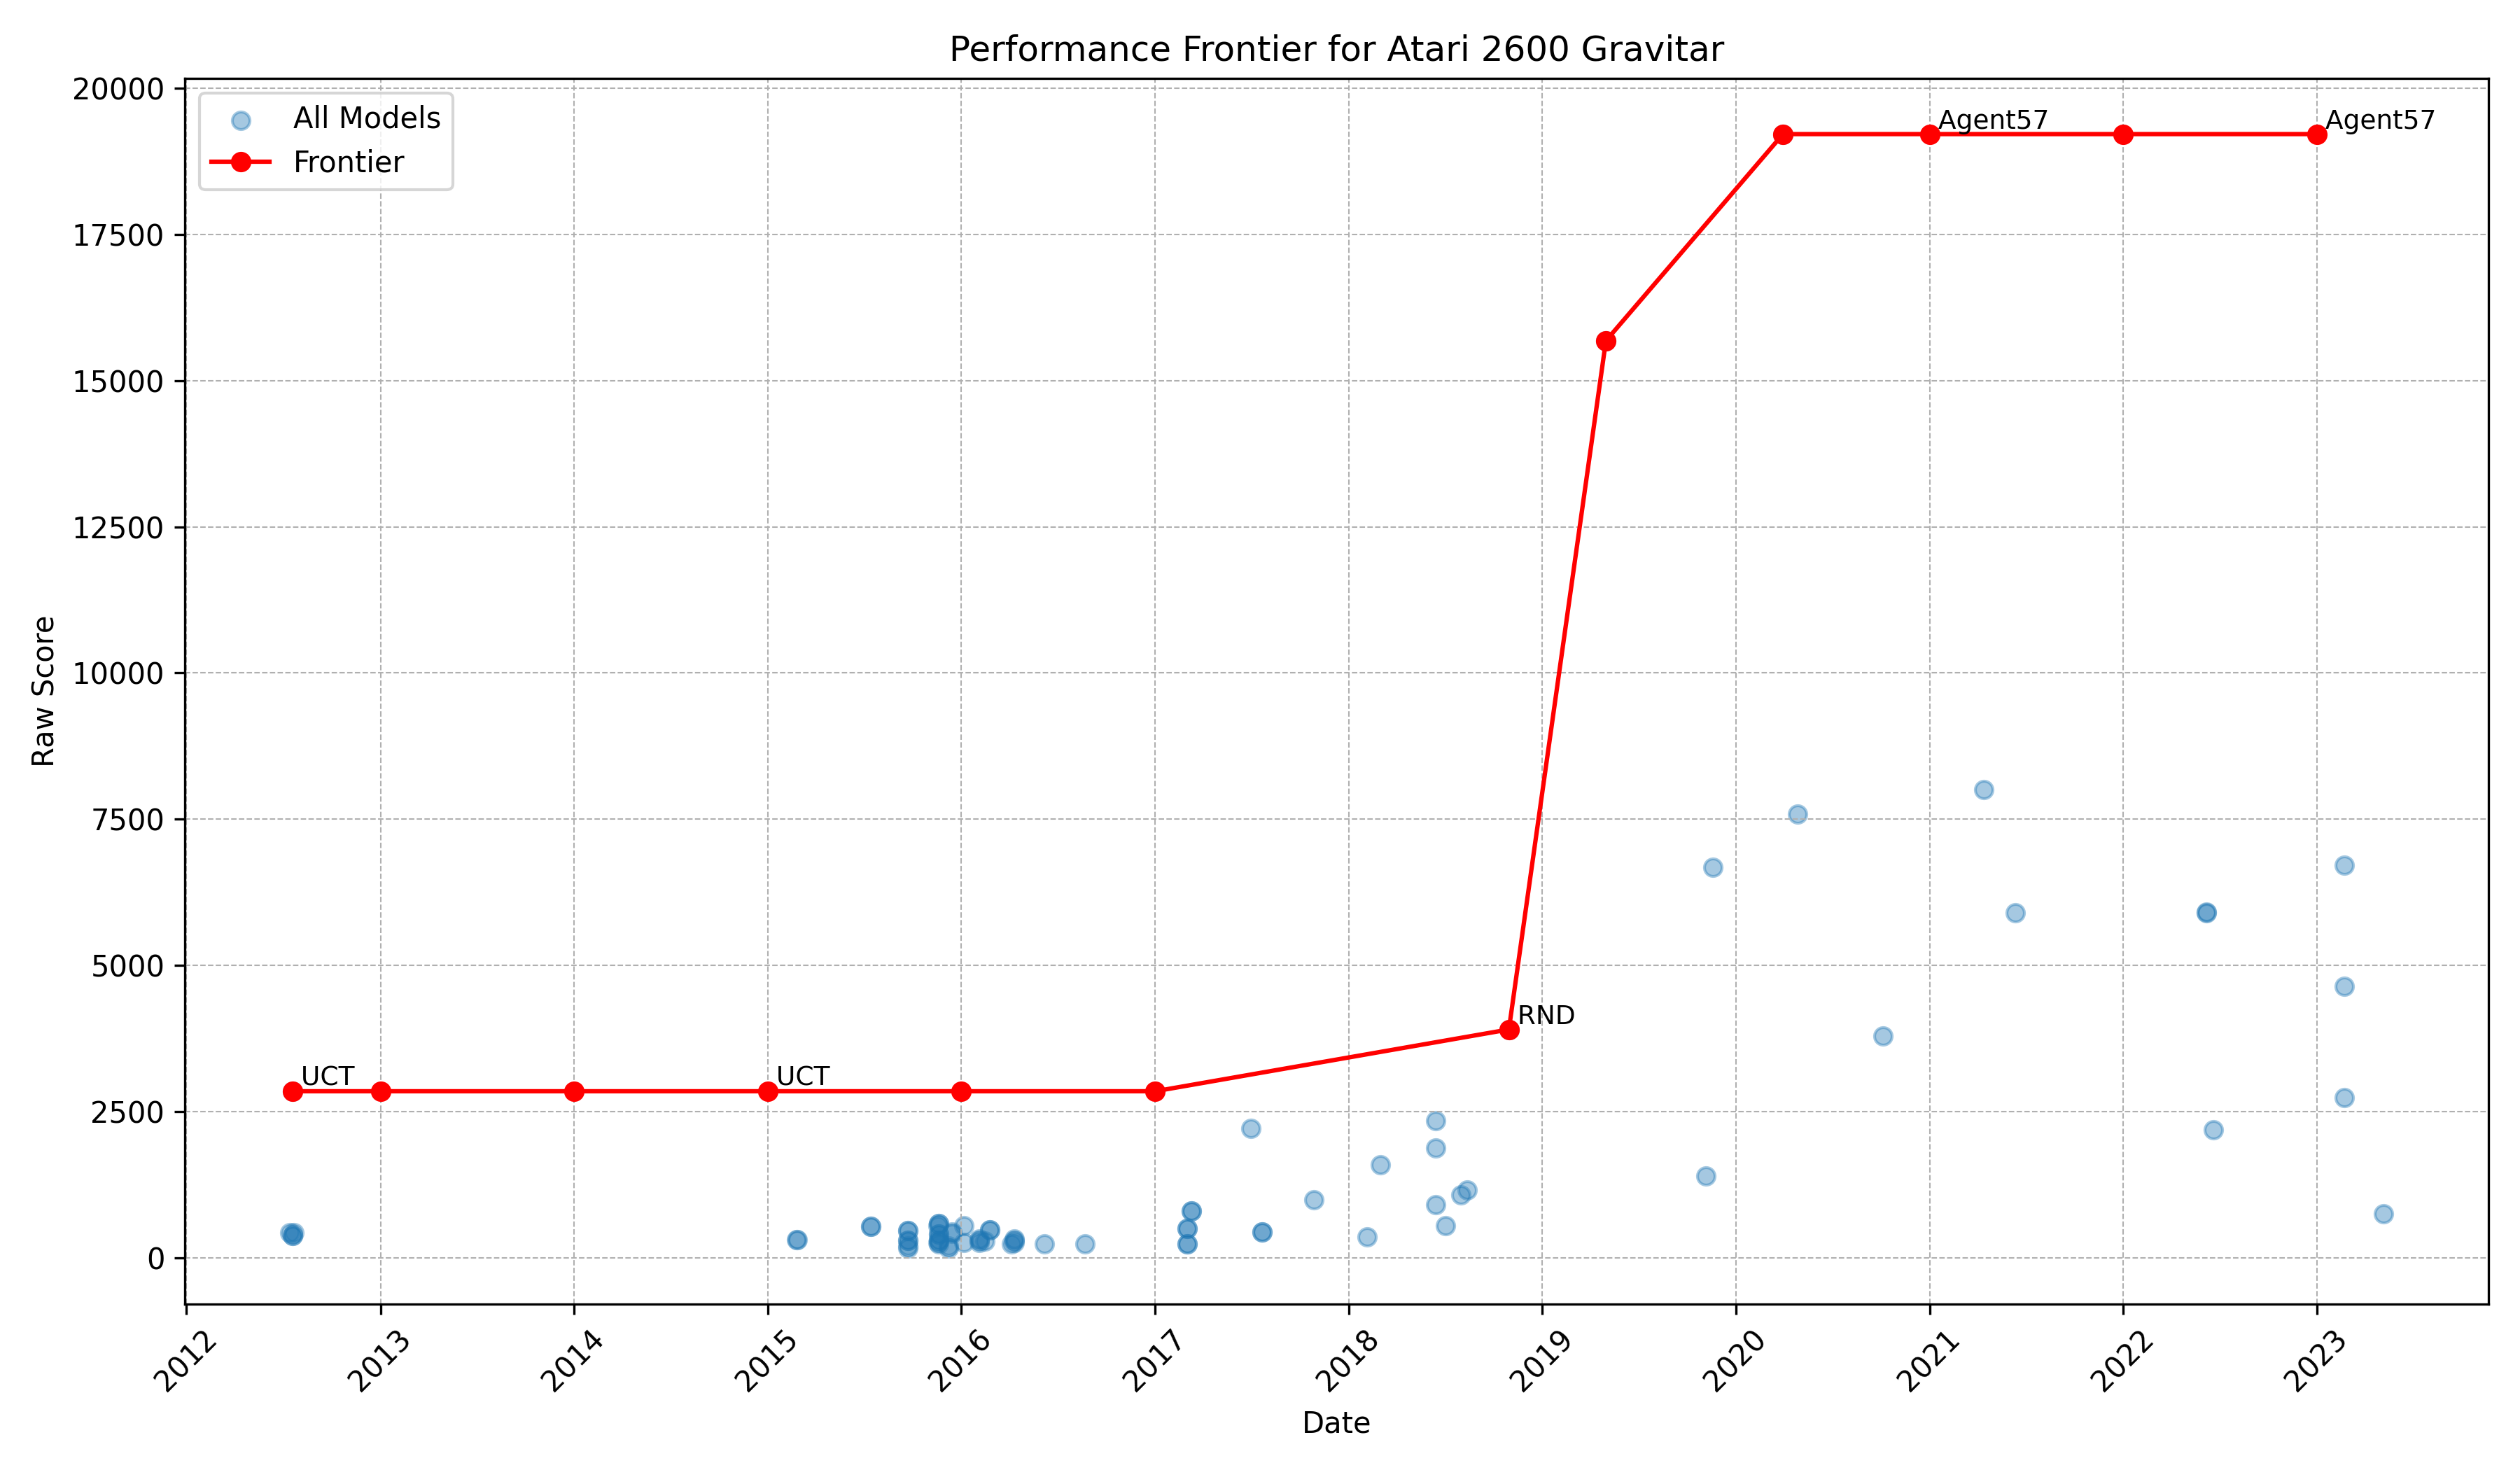 Performance Frontier for Atari 2600 Gravitar
20000
17500
15000
12500
10000
7500
5000
2500
0
Raw Score
All Models
Frontier
UCT
UCT
RND
Agent57
Agent57
2012
2013
2014
2015
2016
2017
2018
2019
2020
2021
2022
2023
Date